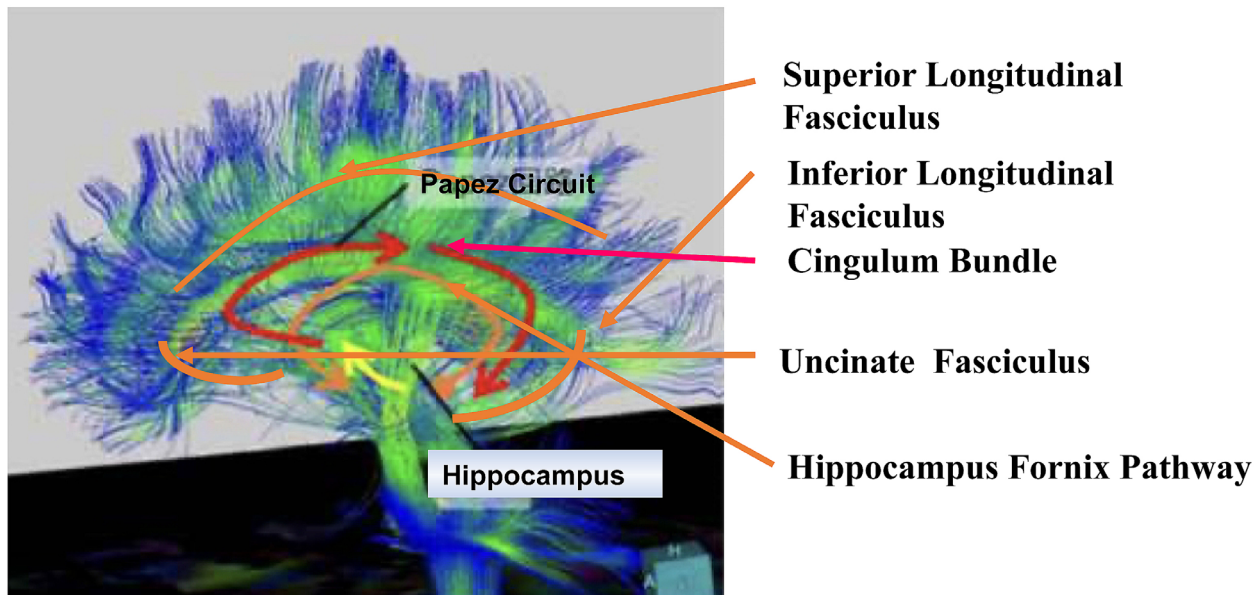 Superior Longitudinal
Fasciculus
Papez Circuit
Inferior Longitudinal
Fasciculus
Cingulum Bundle
Uncinate Fasciculus
Hippocampus Fornix Pathway
Hippocampus
H
A